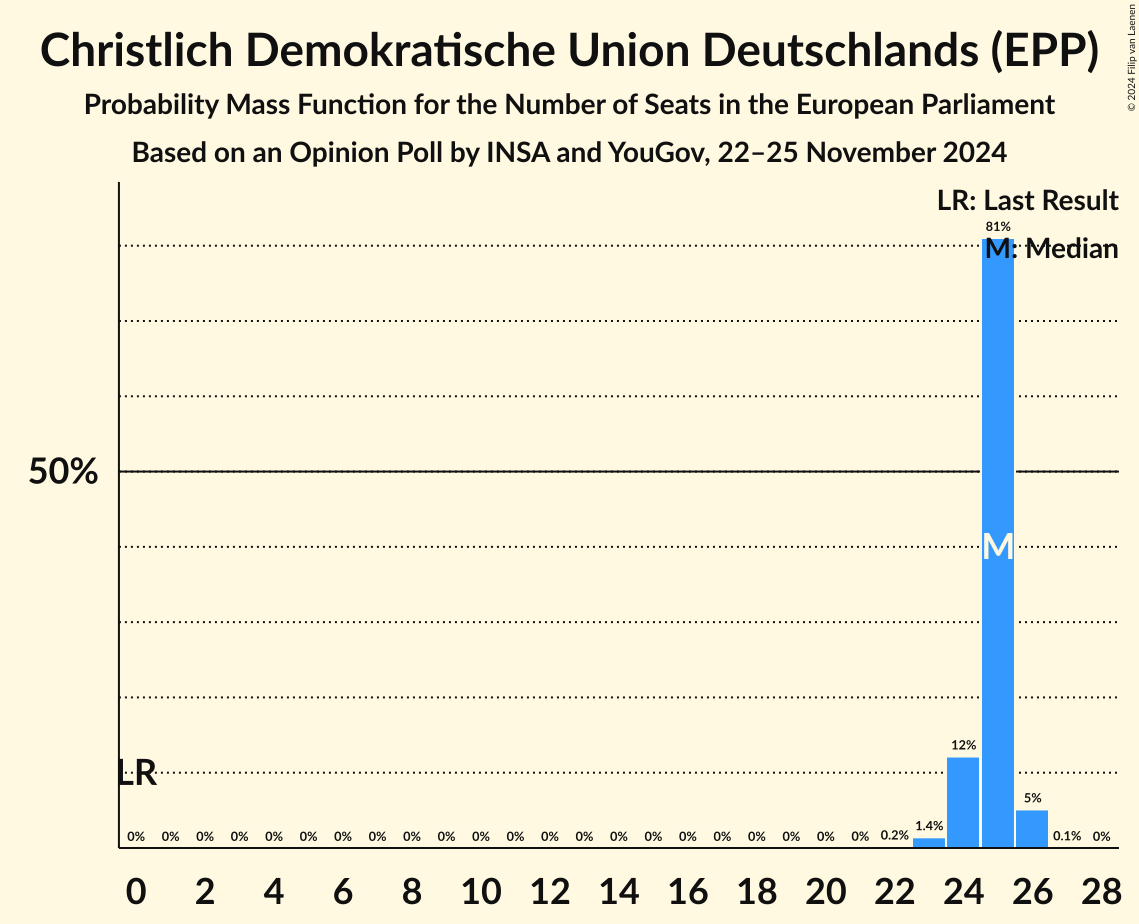 Christlich Demokratische Union Deutschlands (EPP)
Probability Mass Function for the Number of Seats in the European Parliament
Based on an Opinion Poll by INSA and YouGov, 22–25 November 2024
© 2024 Filip van Laenen
LR: Last Result
81%
M: Median
50%
M
12%
LR
5%
0% 0% 0% 0% 0% 0% 0% 0% 0% 0% 0% 0% 0% 0% 0% 0% 0% 0% 0% 0% 0% 0% 0.2% 1.4% 0.1% 0%
0 2 4 6 8 10 12 14 16 18 20 22 24 26 28